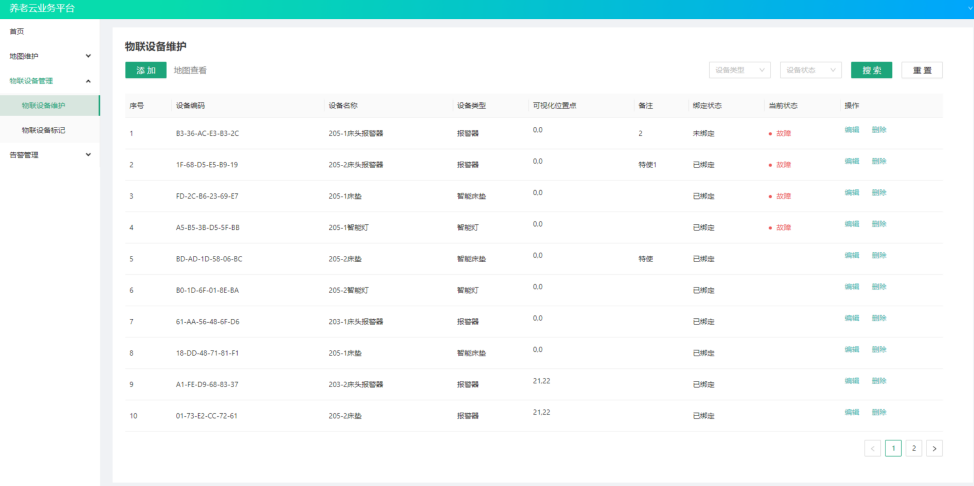 养老云业务平台
首页
地图维护
物联设备管理
物联设备维护
物联设备标记
告警管理
物联设备维护
添加 地图查看 设备类型 设备状态 搜索 重置
序号 设备编码 设备名称 设备类型 可视化位置点 备注 绑定状态 当前状态 操作
1 B3-36-AC-E3-83-2C 205-1床头报警器 报警器 0.0 2 未绑定 故障 编辑 删除
2 1F-68-D5-E5-B9-19 205-2床头报警器 报警器 0.0 特使1 已绑定 故障 编辑 删除
3 FD-2C-B6-23-69-E7 205-1床垫 智能床垫 0.0 已绑定 故障 编辑 删除
4 A5-B5-3B-D5-5F-BB 205-1智能灯 智能灯 0.0 已绑定 故障 编辑 删除
5 BD-AD-1D-58-06-BC 205-2床垫 智能床垫 0.0 特使 已绑定 编辑 删除
6 B0-1D-6F-01-8E-BA 205-2智能灯 智能灯 0.0 已绑定 编辑 删除
7 61-AA-56-48-6F-D6 203-1床头报警器 报警器 0.0 已绑定 编辑 删除
8 18-DD-48-71-81-F1 205-1床垫 智能床垫 0.0 已绑定 编辑 删除
9 A1-FE-D9-68-83-37 203-2床头报警器 报警器 21.22 已绑定 编辑 删除
10 01-73-E2-CC-72-61 205-2床垫 报警器 21.22 已绑定 编辑 删除
< 1 2 >